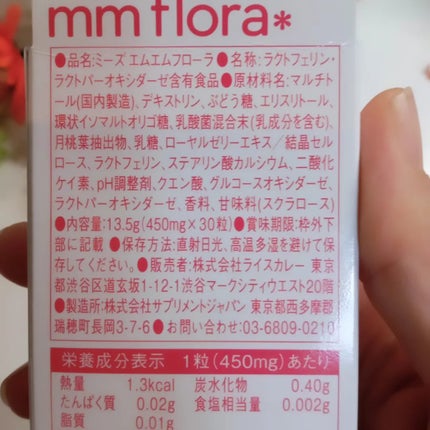 mm flora*
●品名:ミーズ エムエムフローラ ●名称:ラクトフェリン・
ラクトパーオキシダーゼ含有食品 ●原材料名:マルチト
ール(国内製造)、デキストリン、ぶどう糖、エリスリトール、
環状イソマルトオリゴ糖、乳酸菌混合末(乳成分を含む)、
月桃葉抽出物、乳糖、ローヤルゼリーエキス/結晶セル
ロース、ラクトフェリン、ステアリン酸カルシウム、二酸化
ケイ素、pH調整剤、クエン酸、グルコースオキシダーゼ、
ラクトパーオキシダーゼ、香料、甘味料(スクラロース)
●内容量:13.5g(450mg×30粒) ●賞味期限:枠外下
部に記載 ●保存方法:直射日光、高温多湿を避けて保
存してください。●販売者:株式会社ライスカレー 東京
都渋谷区道玄坂1-12-1渋谷マークシティウエスト20階
●製造所:株式会社サプリメントジャパン 東京都西多摩郡
瑞穂町長岡3-7-6 ●お問い合わせ:03-6809-0210
栄養成分表示 1粒(450mg)あたり
熱量 1.3kcal 炭水化物 0.40g
たんぱく質 0.02g 食塩相当量 0.002g
脂質 0.01g